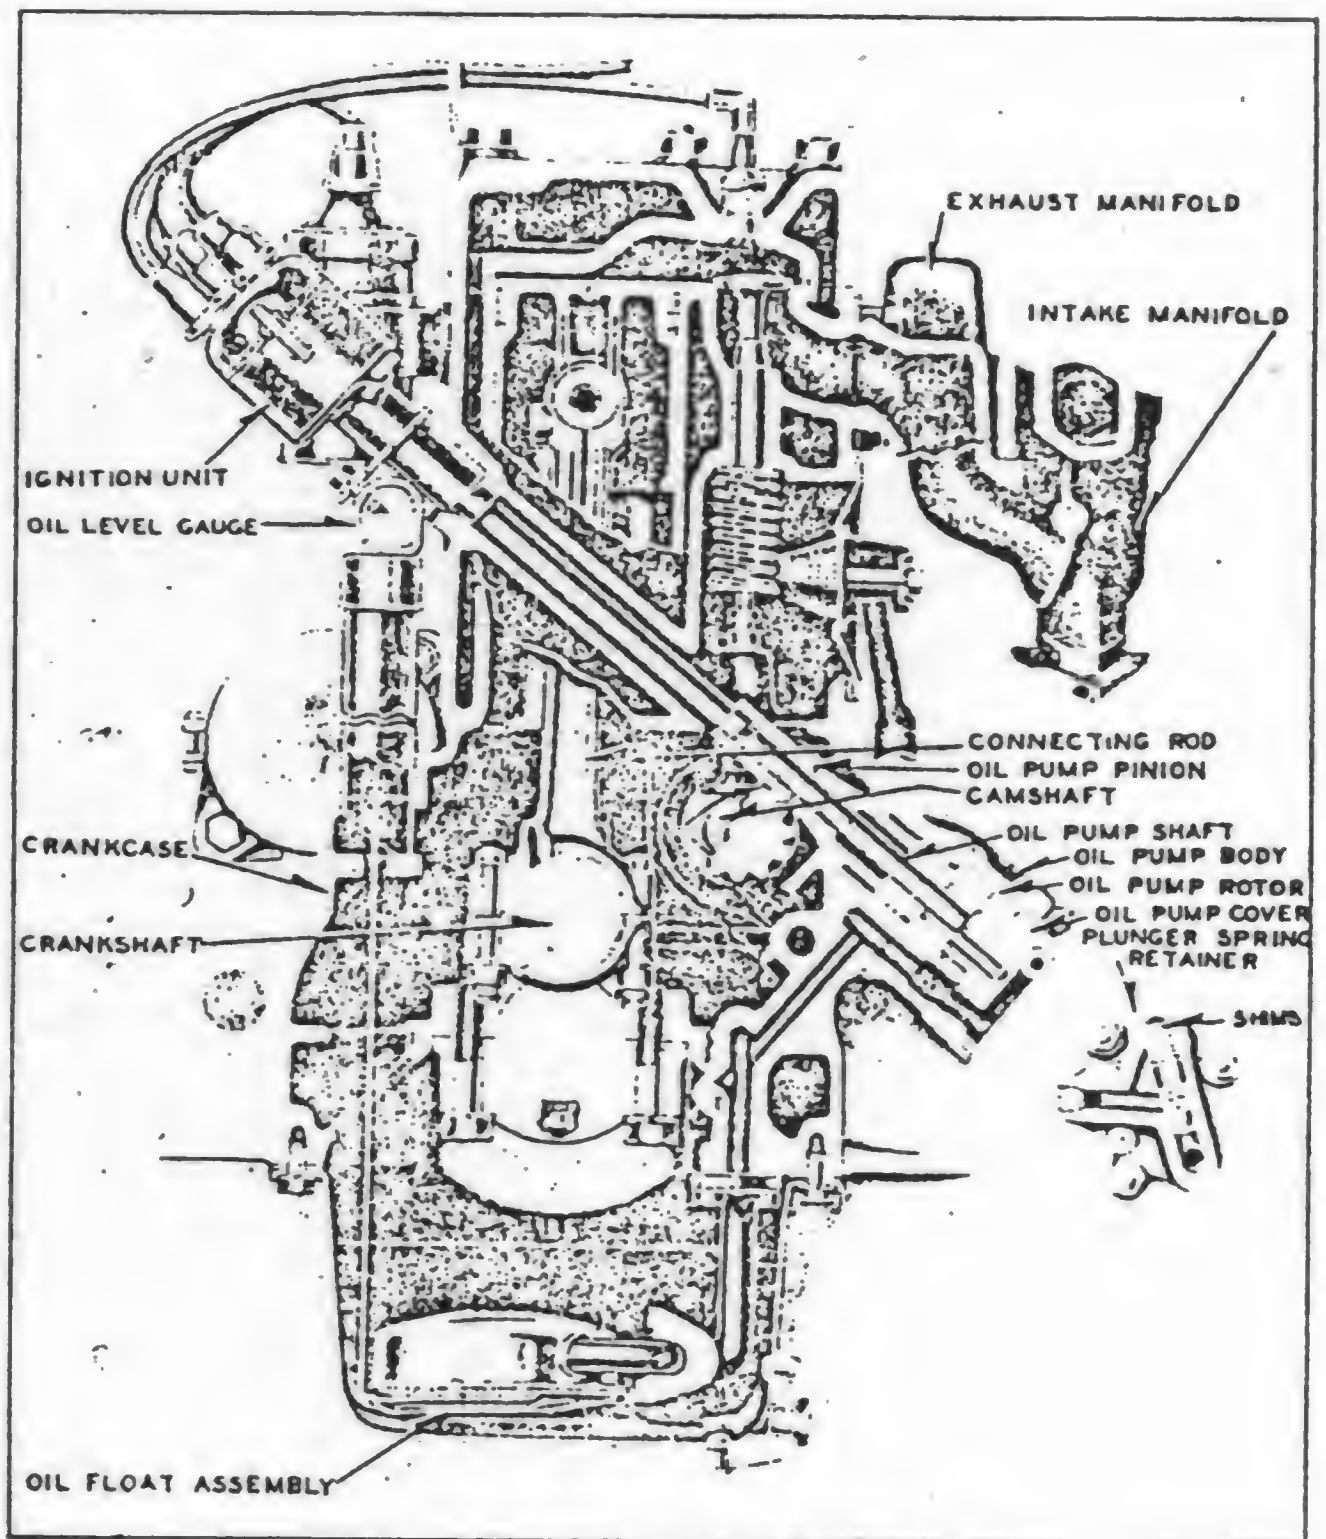 EXHAUST MANIFOLD
INTAKE MANIFOLD
IGNITION UNIT
OIL LEVEL GAUGE
CONNECTING ROD
OIL PUMP PINION
CAMSHAFT
OIL PUMP SHAFT
OIL PUMP BODY
OIL PUMP ROTOR
OIL PUMP COVER
PLUNGER SPRING
RETAINER
SHIMS
CRANKCASE
CRANKSHAFT
OIL FLOAT ASSEMBLY